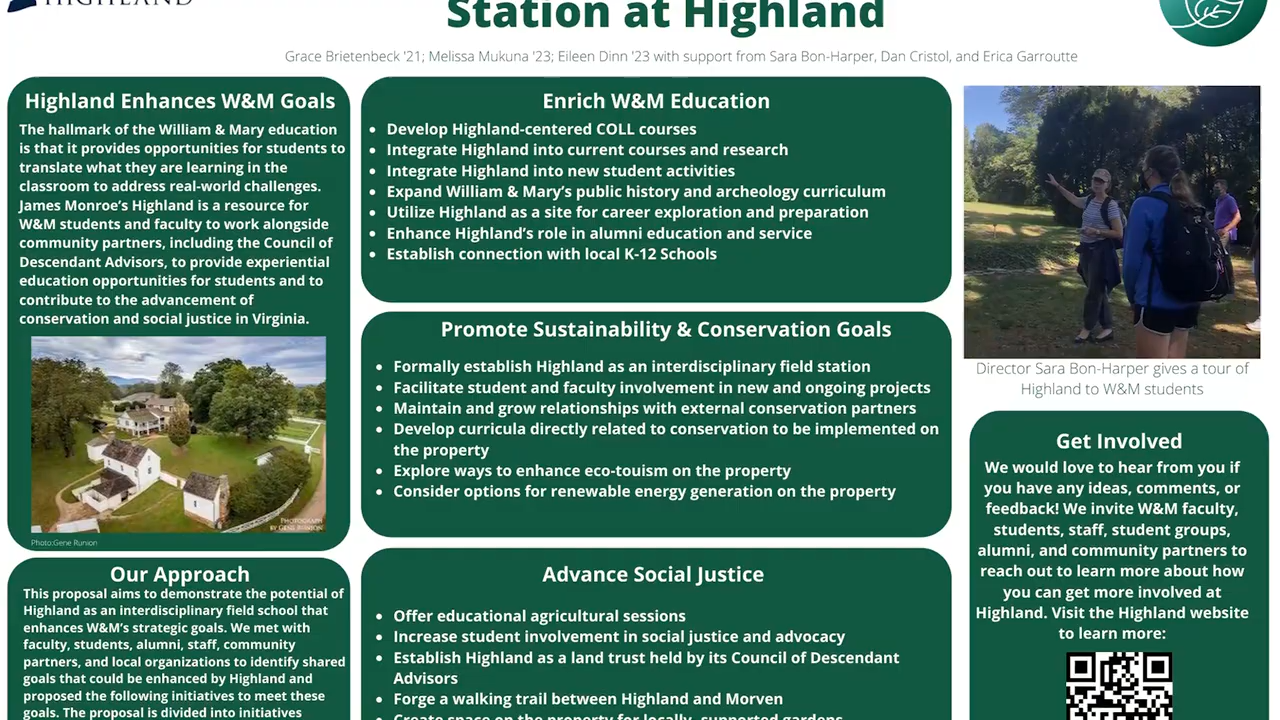 HIGHLAND
Station at Highland
Grace Brietenbeck '21; Melissa Mukuna '23; Eileen Dinn '23 with support from Sara Bon-Harper, Dan Cristol, and Erica Garroutte
Highland Enhances W&M Goals
The hallmark of the William & Mary education
is that it provides opportunities for students to
translate what they are learning in the
classroom to address real-world challenges.
James Monroe's Highland is a resource for
W&M students and faculty to work alongside
community partners, including the Council of
Descendant Advisors, to provide experiential
education opportunities for students and to
contribute to the advancement of
conservation and social justice in Virginia.
PHOTOGRAPH
BY GENE RUNION
Photo:Gene Runion
Our Approach
This proposal aims to demonstrate the potential of
Highland as an interdisciplinary field school that
enhances W&M's strategic goals. We met with
faculty, students, alumni, staff, community
partners, and local organizations to identify shared
goals that could be enhanced by Highland and
proposed the following initiatives to meet these
goals. The proposal is divided into initiatives
Enrich W&M Education
• Develop Highland-centered COLL courses
• Integrate Highland into current courses and research
• Integrate Highland into new student activities
• Expand William & Mary's public history and archeology curriculum
• Utilize Highland as a site for career exploration and preparation
• Enhance Highland's role in alumni education and service
• Establish connection with local K-12 Schools
Promote Sustainability & Conservation Goals
• Formally establish Highland as an interdisciplinary field station
• Facilitate student and faculty involvement in new and ongoing projects
• Maintain and grow relationships with external conservation partners
• Develop curricula directly related to conservation to be implemented on
the property
• Explore ways to enhance eco-touism on the property
• Consider options for renewable energy generation on the property
Advance Social Justice
• Offer educational agricultural sessions
• Increase student involvement in social justice and advocacy
• Establish Highland as a land trust held by its Council of Descendant
Advisors
• Forge a walking trail between Highland and Morven
• Create space on the property for locally- supported gardens
Director Sara Bon-Harper gives a tour of
Highland to W&M students
Get Involved
We would love to hear from you if
you have any ideas, comments, or
feedback! We invite W&M faculty,
students, staff, student groups,
alumni, and community partners to
reach out to learn more about how
you can get more involved at
Highland. Visit the Highland website
to learn more: